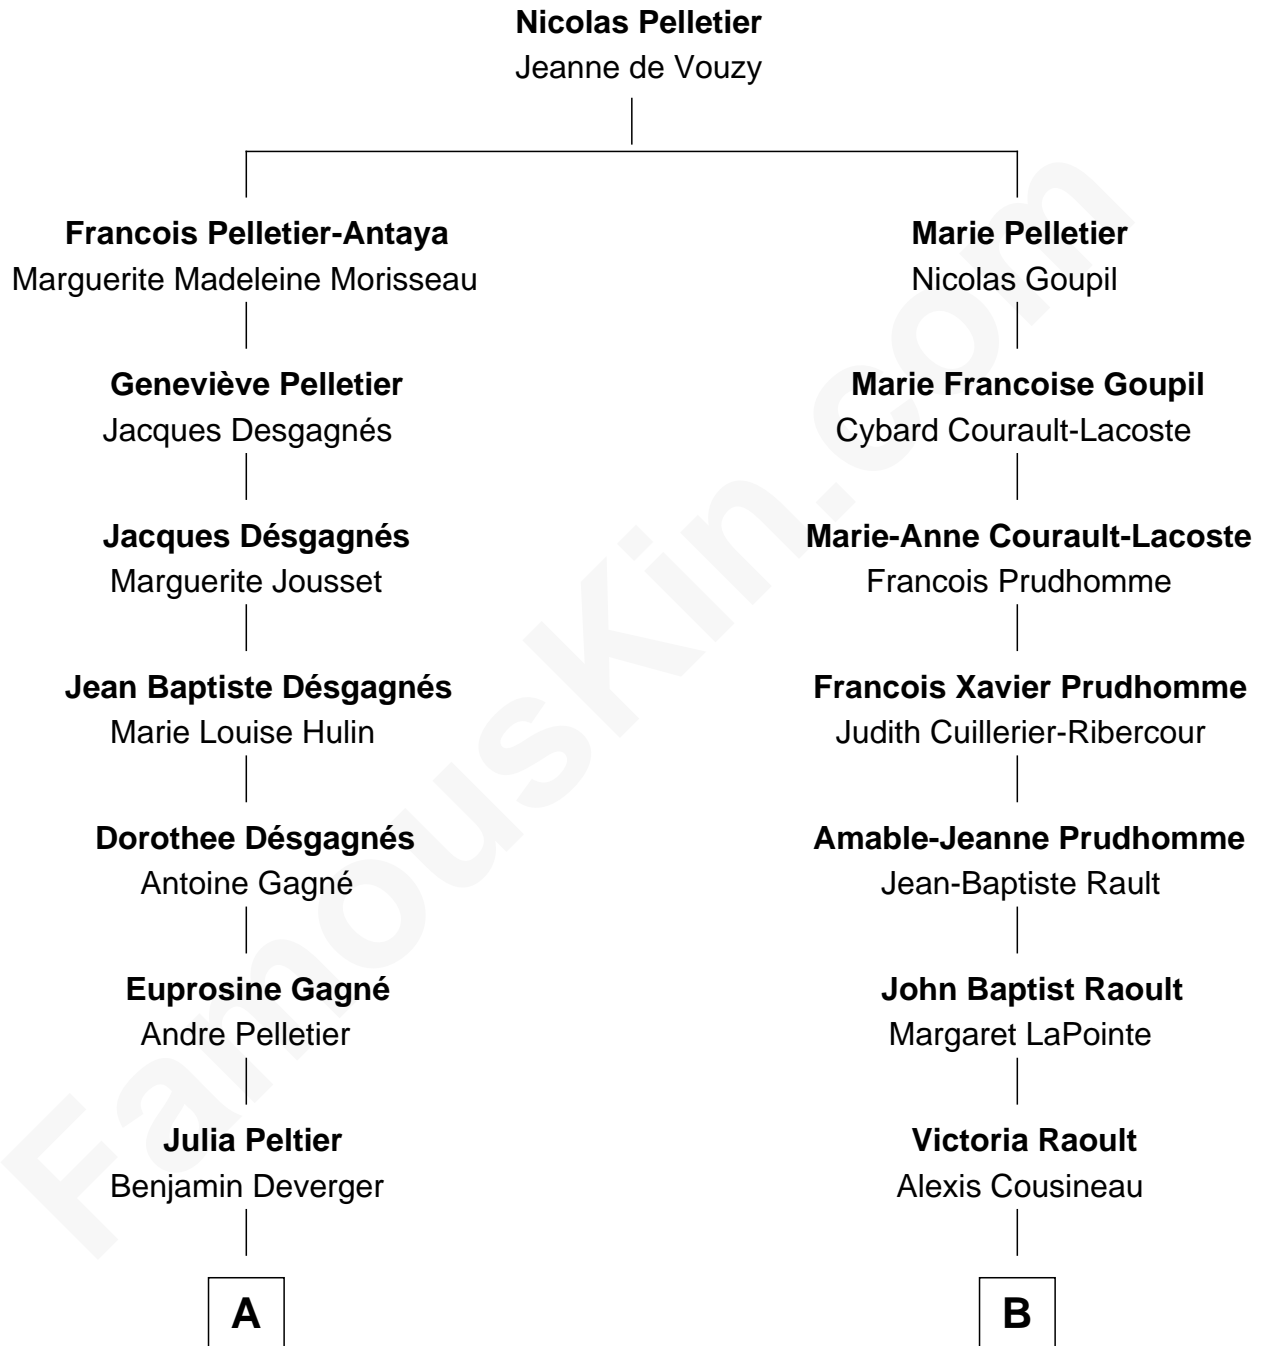 Nicolas Pelletier
Jeanne de Vouzy
Francois Pelletier-Antaya
Marguerite Madeleine Morisseau
Marie Pelletier
Nicolas Goupil
Geneviève Pelletier
Jacques Desgagnés
Marie Francoise Goupil
Cybard Courault-Lacoste
Jacques Désgagnés
Marguerite Jousset
Marie-Anne Courault-Lacoste
Francois Prudhomme
Jean Baptiste Désgagnés
Marie Louise Hulin
Francois Xavier Prudhomme
Judith Cuillerier-Ribercour
Dorothee Désgagnés
Antoine Gagné
Amable-Jeanne Prudhomme
Jean-Baptiste Rault
Euprosine Gagné
Andre Pelletier
John Baptist Raoult
Margaret LaPointe
Julia Peltier
Benjamin Deverger
Victoria Raoult
Alexis Cousineau
A
B
FamousKin.com